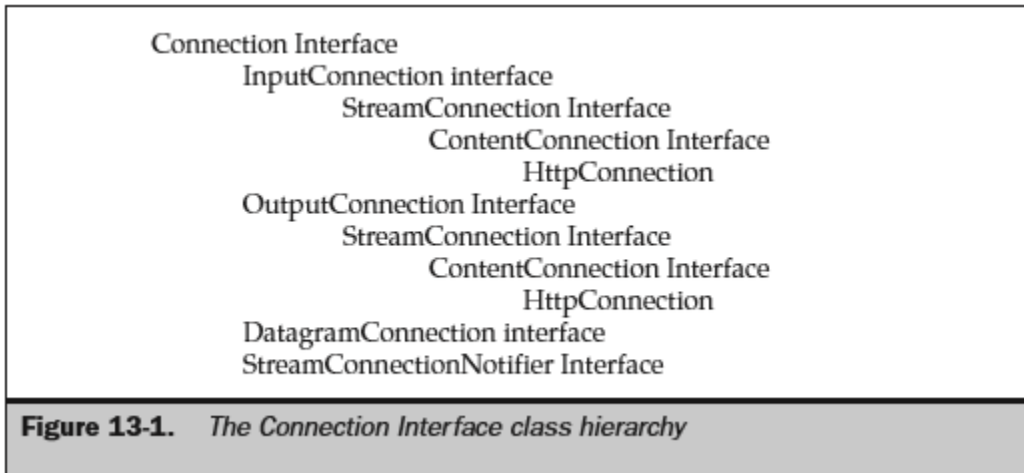 Connection Interface
InputConnection interface
StreamConnection Interface
ContentConnection Interface
HttpConnection
OutputConnection Interface
StreamConnection Interface
ContentConnection Interface
HttpConnection
DatagramConnection interface
StreamConnectionNotifier Interface
Figure 13-1. The Connection Interface class hierarchy